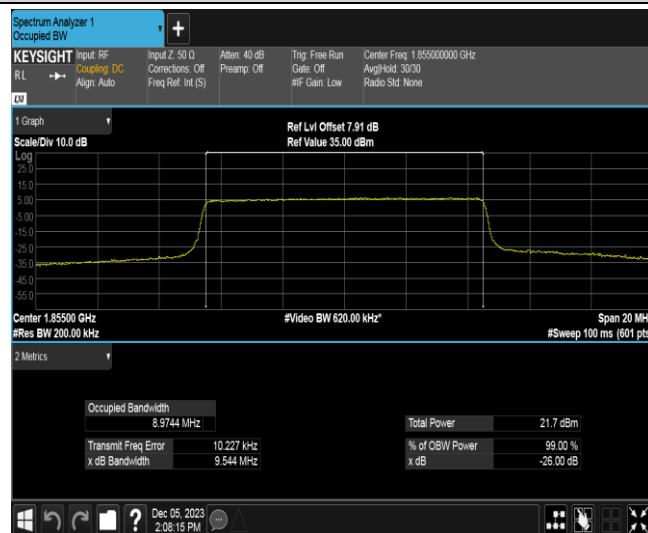 Spectrum Analyzer 1
Occupied BW
+
KEYSIGHT Input: RF Input Z: 50 Ω Atten: 40 dB Trig: Free Run Center Freq: 1.855000000 GHz
RL Coupling: DC Corrections: Off Preamp: Off Gate: Off Avg|Hold: 30/30
Align: Auto Freq Ref: Int (S) #IF Gain: Low Radio Std: None
LXI
1 Graph
Ref Lvl Offset 7.91 dB
Scale/Div 10.0 dB Ref Value 35.00 dBm
Log
25.0
15.0
5.00
-5.00
-15.0
-25.0
-35.0
-45.0
-55.0
Center 1.85500 GHz #Video BW 620.00 kHz* Span 20 MH
#Res BW 200.00 kHz #Sweep 100 ms (601 pts
2 Metrics
Occupied Bandwidth
8.9744 MHz Total Power 21.7 dBm
Transmit Freq Error 10.227 kHz % of OBW Power 99.00 %
x dB Bandwidth 9.544 MHz x dB -26.00 dB
? Dec 05, 2023
2:08:15 PM